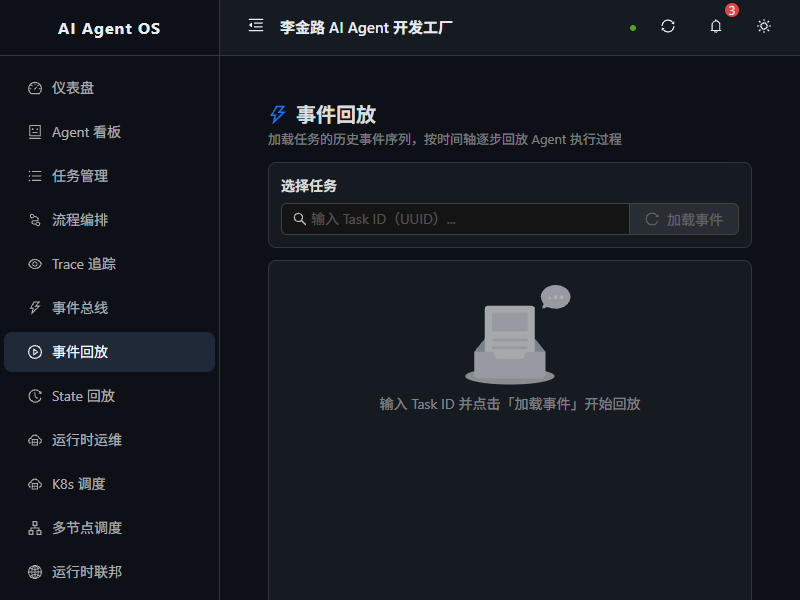 AI Agent OS
李金路 AI Agent 开发工厂
3
仪表盘
Agent 看板
任务管理
流程编排
Trace 追踪
事件总线
事件回放
State 回放
运行时运维
K8s 调度
多节点调度
运行时联邦
事件回放
加载任务的历史事件序列，按时间轴逐步回放 Agent 执行过程
选择任务
输入 Task ID（UUID）...
加载事件
输入 Task ID 并点击「加载事件」开始回放